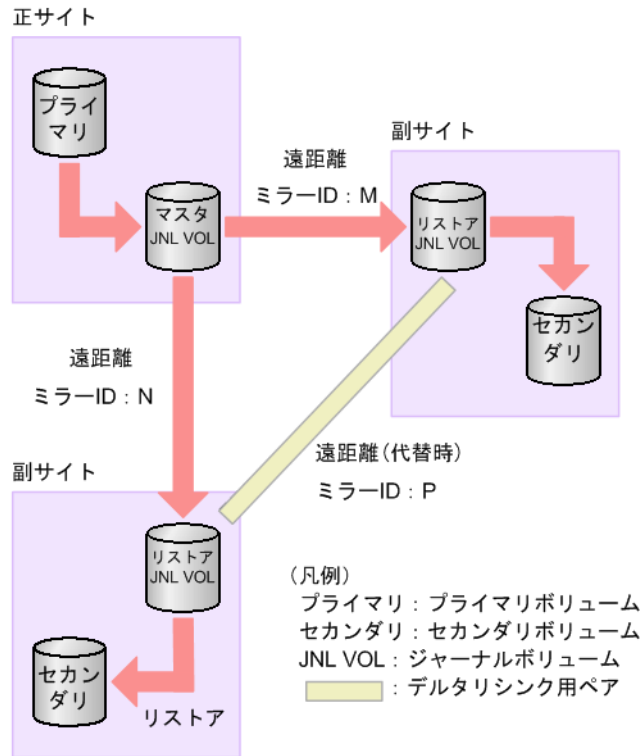 正サイト
プライ
マリ
マスタ
JNL VOL
遠距離
ミラーID：M
副サイト
リストア
JNL VOL
セカン
ダリ
遠距離
ミラーID：N
遠距離(代替時)
ミラーID：P
副サイト
リストア
JNL VOL
セカン
ダリ
リストア
(凡例)
プライマリ：プライマリボリューム
セカンダリ：セカンダリボリューム
JNL VOL：ジャーナルボリューム
：デルタリシンク用ペア